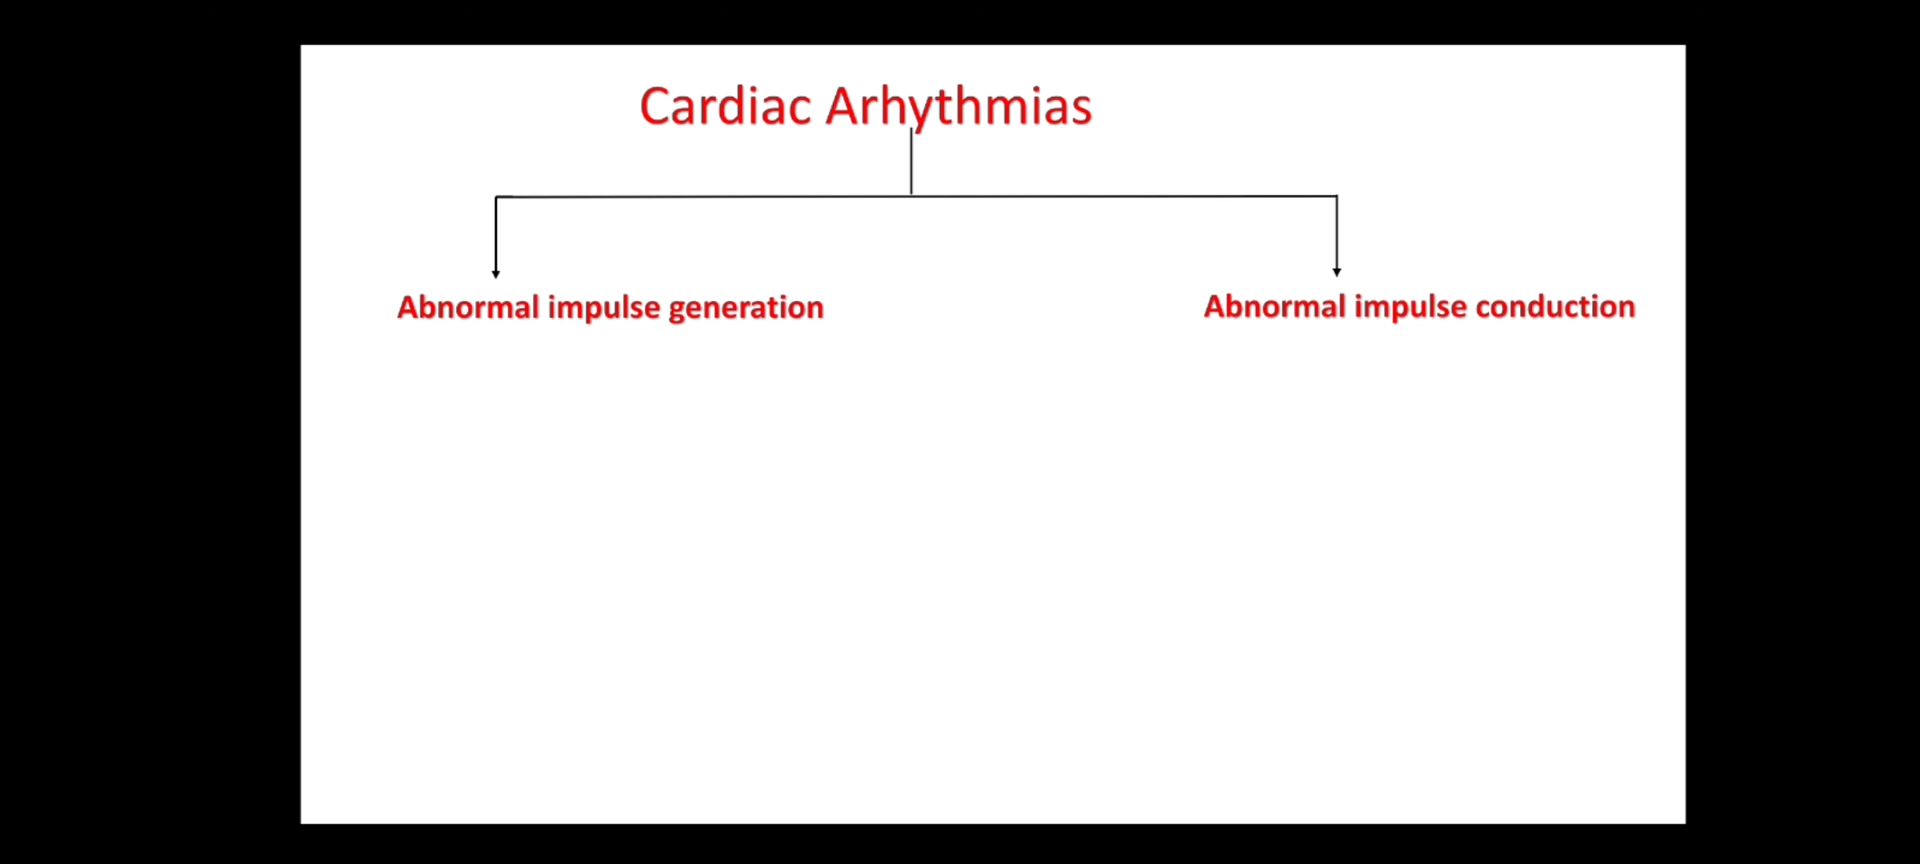 Cardiac Arhythmias
Abnormal impulse generation
Abnormal impulse conduction